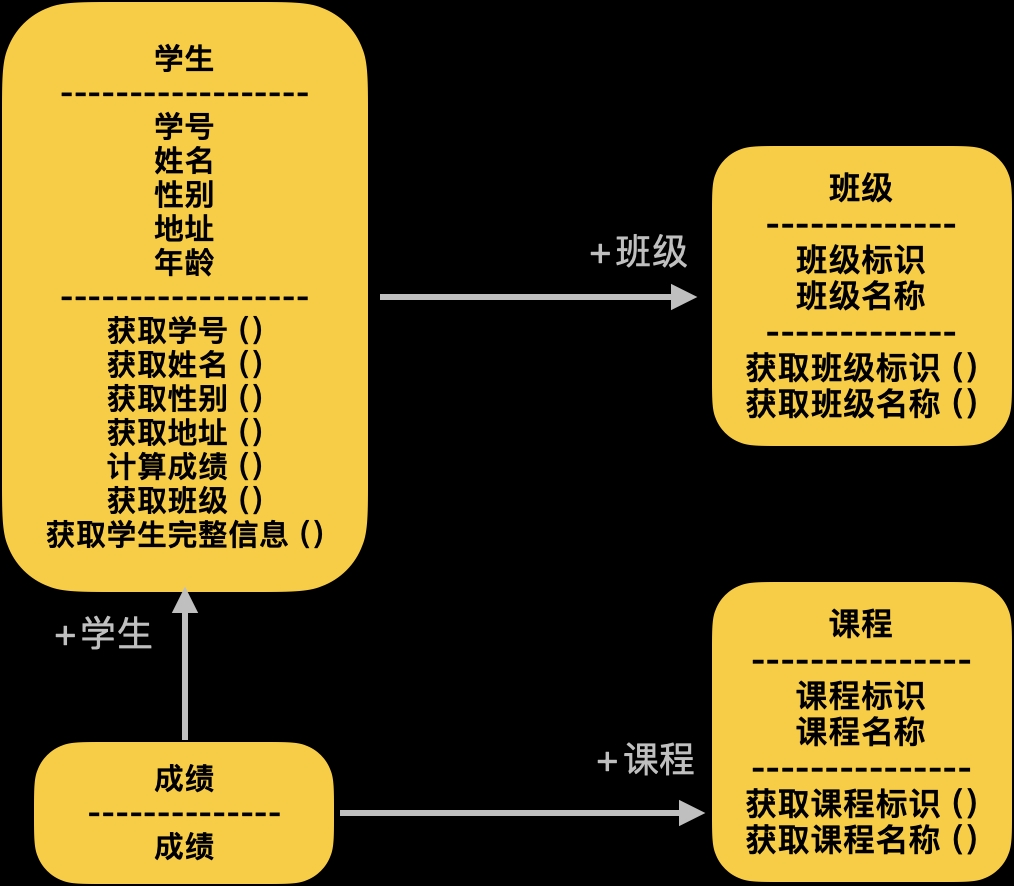 学生
------------------
学号
姓名
性别
地址
年龄
------------------
获取学号 ()
获取姓名 ()
获取性别 ()
获取地址 ()
计算成绩 ()
获取班级 ()
获取学生完整信息 ()
+班级
班级
-------------
班级标识
班级名称
-------------
获取班级标识 ()
获取班级名称 ()
+学生
成绩
--------------
成绩
+课程
课程
---------------
课程标识
课程名称
---------------
获取课程标识 ()
获取课程名称 ()